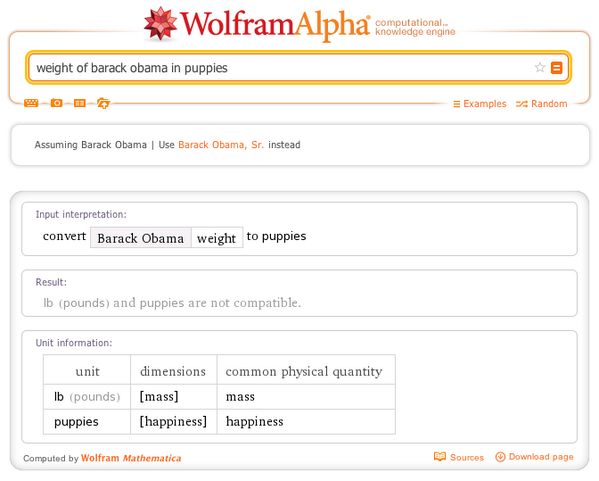 WolframAlpha® computational... knowledge engine
weight of barack obama in puppies
Examples Random
Assuming Barack Obama | Use Barack Obama, Sr. instead
Input interpretation:
convert Barack Obama weight to puppies
Result:
lb (pounds) and puppies are not compatible.
Unit information:
unit dimensions common physical quantity
lb (pounds) [mass] mass
puppies [happiness] happiness
Computed by Wolfram Mathematica Sources Download page